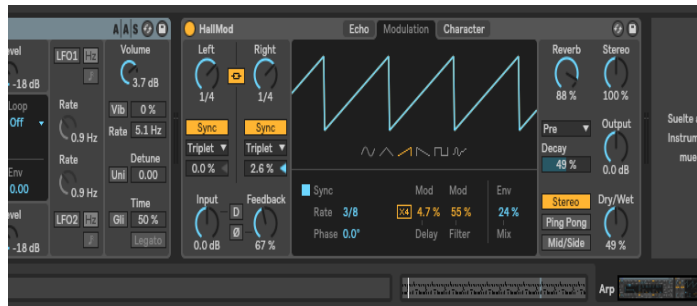 AAS
HallMod
Echo
Modulation
Character
LFO1
Hz
Volume
3.7 dB
-18 dB
Loop
Off
Rate
0.9 Hz
Vib
0 %
Rate
5.1 Hz
Detune
Uni
0.00
Env
0.00
Rate
0.9 Hz
Time
Gli
50 %
Legato
LFO2
Hz
-18 dB
Left
Right
1/4
1/4
Sync
Sync
Triplet
Triplet
0.0 %
2.6 %
Input
Feedback
D
Ø
0.0 dB
67 %
Sync
Rate
3/8
Phase
0.0°
Mod
Mod
X4
4.7 %
55 %
Delay
Filter
Env
24 %
Mix
Reverb
Stereo
88 %
100 %
Pre
Decay
49 %
Output
0.0 dB
Stereo
Ping Pong
Mid/Side
Dry/Wet
49 %
Suelte
Instrum
mue
Arp